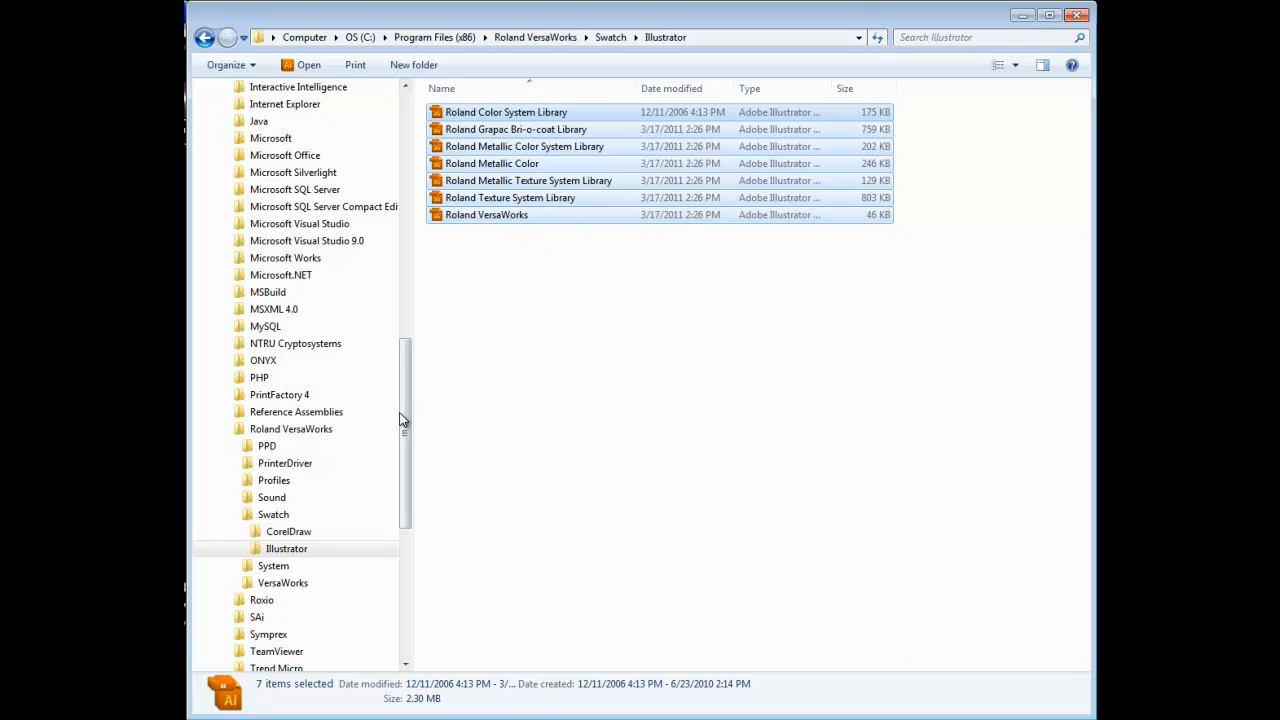 Computer OS (C:) Program Files (x86) Roland VersaWorks Swatch Illustrator Search Illustrator
Organize Ai Open Print New folder
Interactive Intelligence
Internet Explorer
Java
Microsoft
Microsoft Office
Microsoft Silverlight
Microsoft SQL Server
Microsoft SQL Server Compact Edi
Microsoft Visual Studio
Microsoft Visual Studio 9.0
Microsoft Works
Microsoft.NET
MSBuild
MSXML 4.0
MySQL
NTRU Cryptosystems
ONYX
PHP
PrintFactory 4
Reference Assemblies
Roland VersaWorks
PPD
PrinterDriver
Profiles
Sound
Swatch
CorelDraw
Illustrator
System
VersaWorks
Roxio
SAi
Symprex
TeamViewer
Trend Micro
Name Date modified Type Size
Roland Color System Library 12/11/2006 4:13 PM Adobe Illustrator ... 175 KB
Roland Grapac Bri-o-coat Library 3/17/2011 2:26 PM Adobe Illustrator ... 759 KB
Roland Metallic Color System Library 3/17/2011 2:26 PM Adobe Illustrator ... 202 KB
Roland Metallic Color 3/17/2011 2:26 PM Adobe Illustrator ... 246 KB
Roland Metallic Texture System Library 3/17/2011 2:26 PM Adobe Illustrator ... 129 KB
Roland Texture System Library 3/17/2011 2:26 PM Adobe Illustrator ... 803 KB
Roland VersaWorks 3/17/2011 2:26 PM Adobe Illustrator ... 46 KB
Ai
7 items selected Date modified: 12/11/2006 4:13 PM - 3/... Date created: 12/11/2006 4:13 PM - 6/23/2010 2:14 PM
Size: 2.30 MB